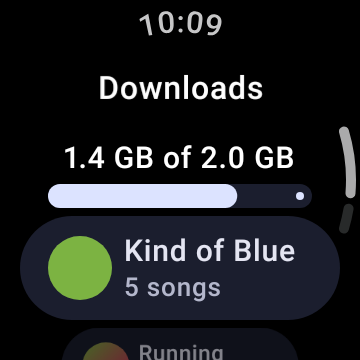 10:09
Downloads
1.4 GB of 2.0 GB
Kind of Blue
5 songs
Running